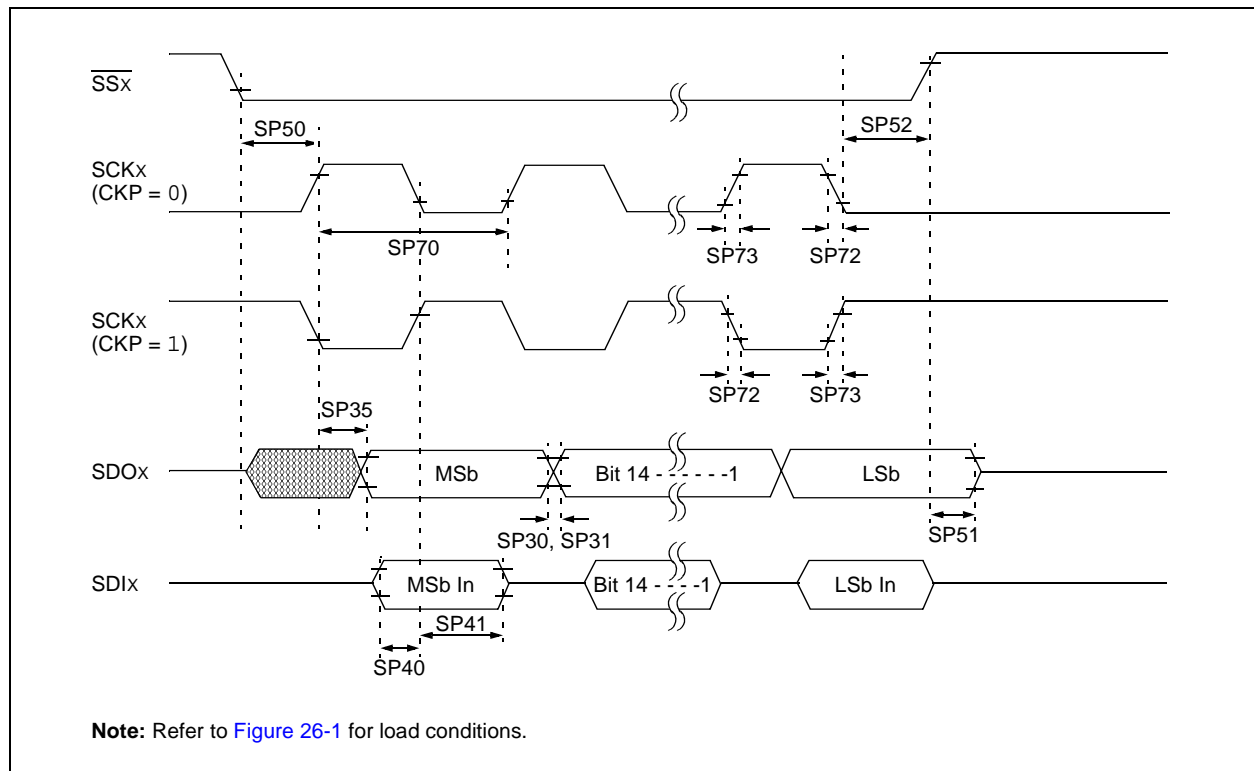 SSX
SP50
SP52
SCKX
(CKP = 0)
SP70
SP73
SP72
SCKX
(CKP = 1)
SP72
SP73
SP35
SDOX
MSb
Bit 14 - - - - - -1
LSb
SP30, SP31
SP51
SDIX
MSb In
Bit 14 - - - -1
LSb In
SP41
SP40
Note: Refer to Figure 26-1 for load conditions.